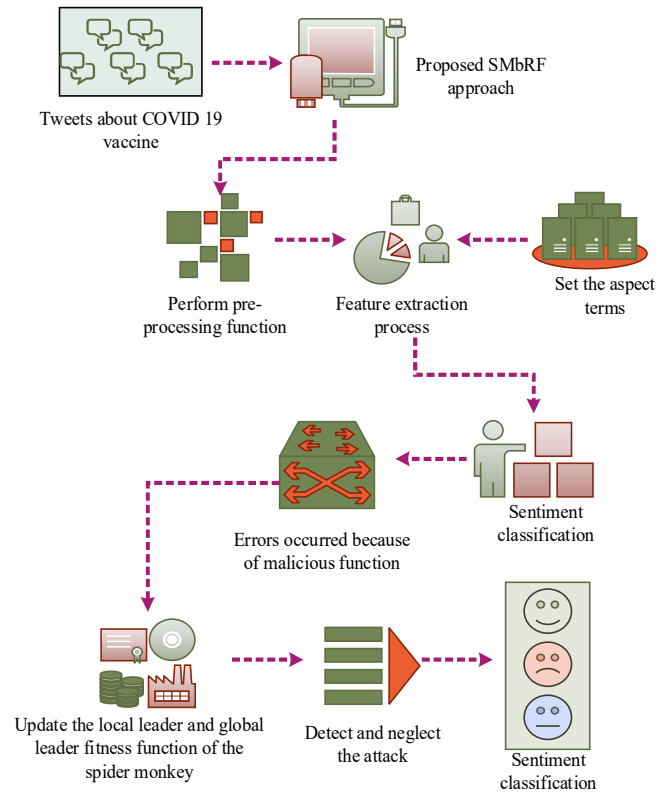 Tweets about COVID 19
vaccine
Proposed SMbRF
approach
Perform pre-
processing function
Feature extraction
process
Set the aspect
terms
Sentiment
classification
Errors occurred because
of malicious function
Update the local leader and global
leader fitness function of the
spider monkey
Detect and neglect
the attack
Sentiment
classification